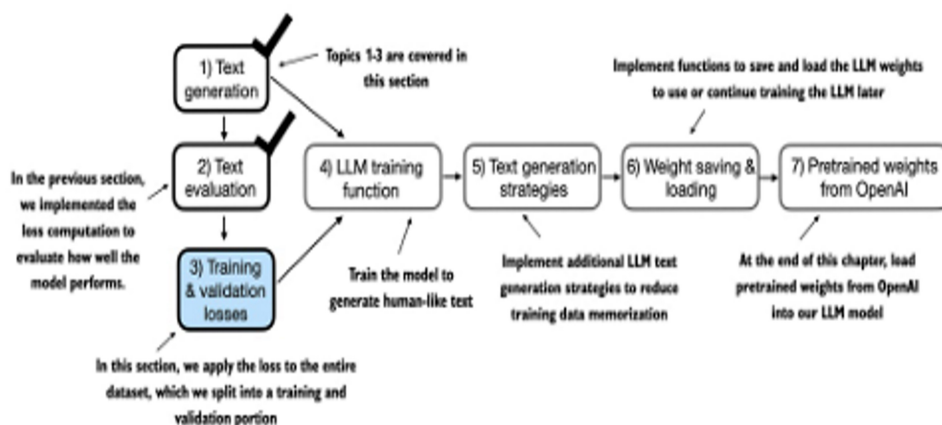 1) Text
generation
Topics 1-3 are covered in
this section
2) Text
evaluation
In the previous section,
we implemented the
loss computation to
evaluate how well the
model performs.
3) Training
& validation
losses
In this section, we apply the loss to the entire
dataset, which we split into a training and
validation portion
4) LLM training
function
Train the model to
generate human-like text
5) Text generation
strategies
Implement additional LLM text
generation strategies to reduce
training data memorization
Implement functions to save and load the LLM weights
to use or continue training the LLM later
6) Weight saving &
loading
7) Pretrained weights
from OpenAI
At the end of this chapter, load
pretrained weights from OpenAI
into our LLM model